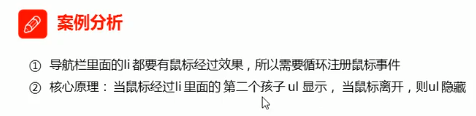 案例分析
① 导航栏里面的li 都要有鼠标经过效果，所以需要循环注册鼠标事件
② 核心原理：当鼠标经过li 里面的 第二个孩子 ul 显示， 当鼠标离开，则ul 隐藏